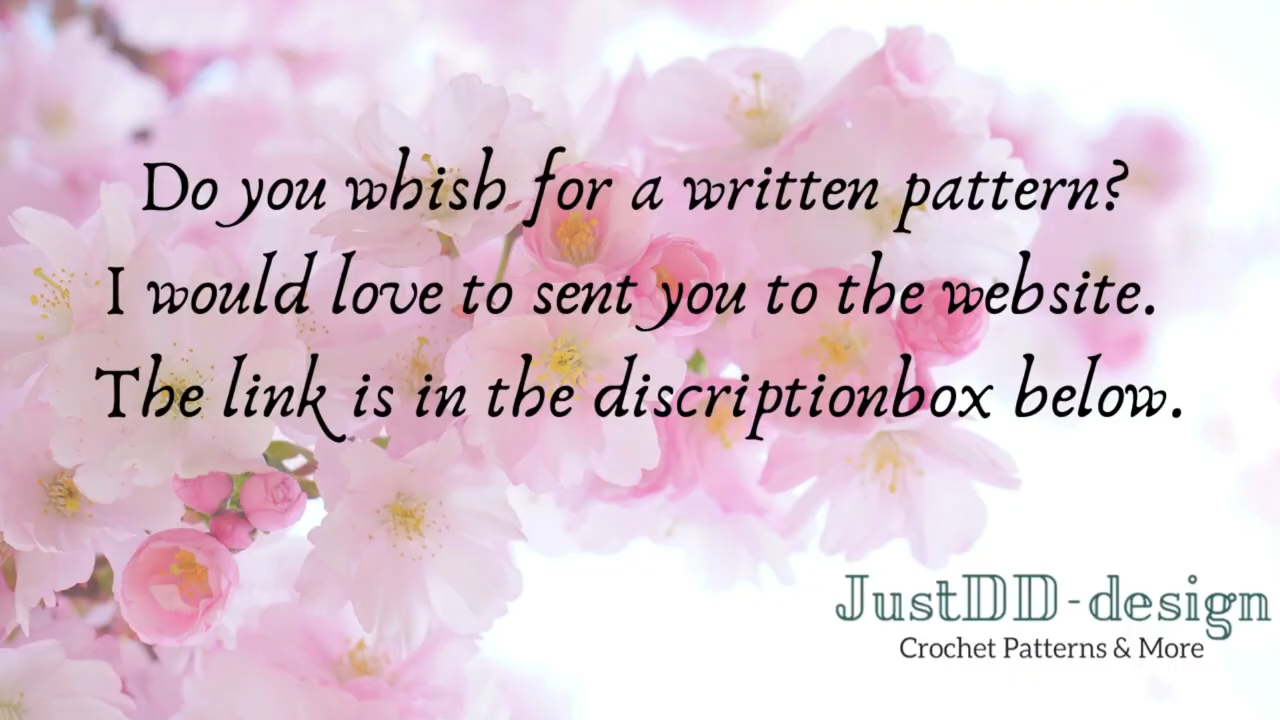 Do you whish for a written pattern?
I would love to sent you to the website.
The link is in the discriptionbox below.
JustDD-design
Crochet Patterns & More